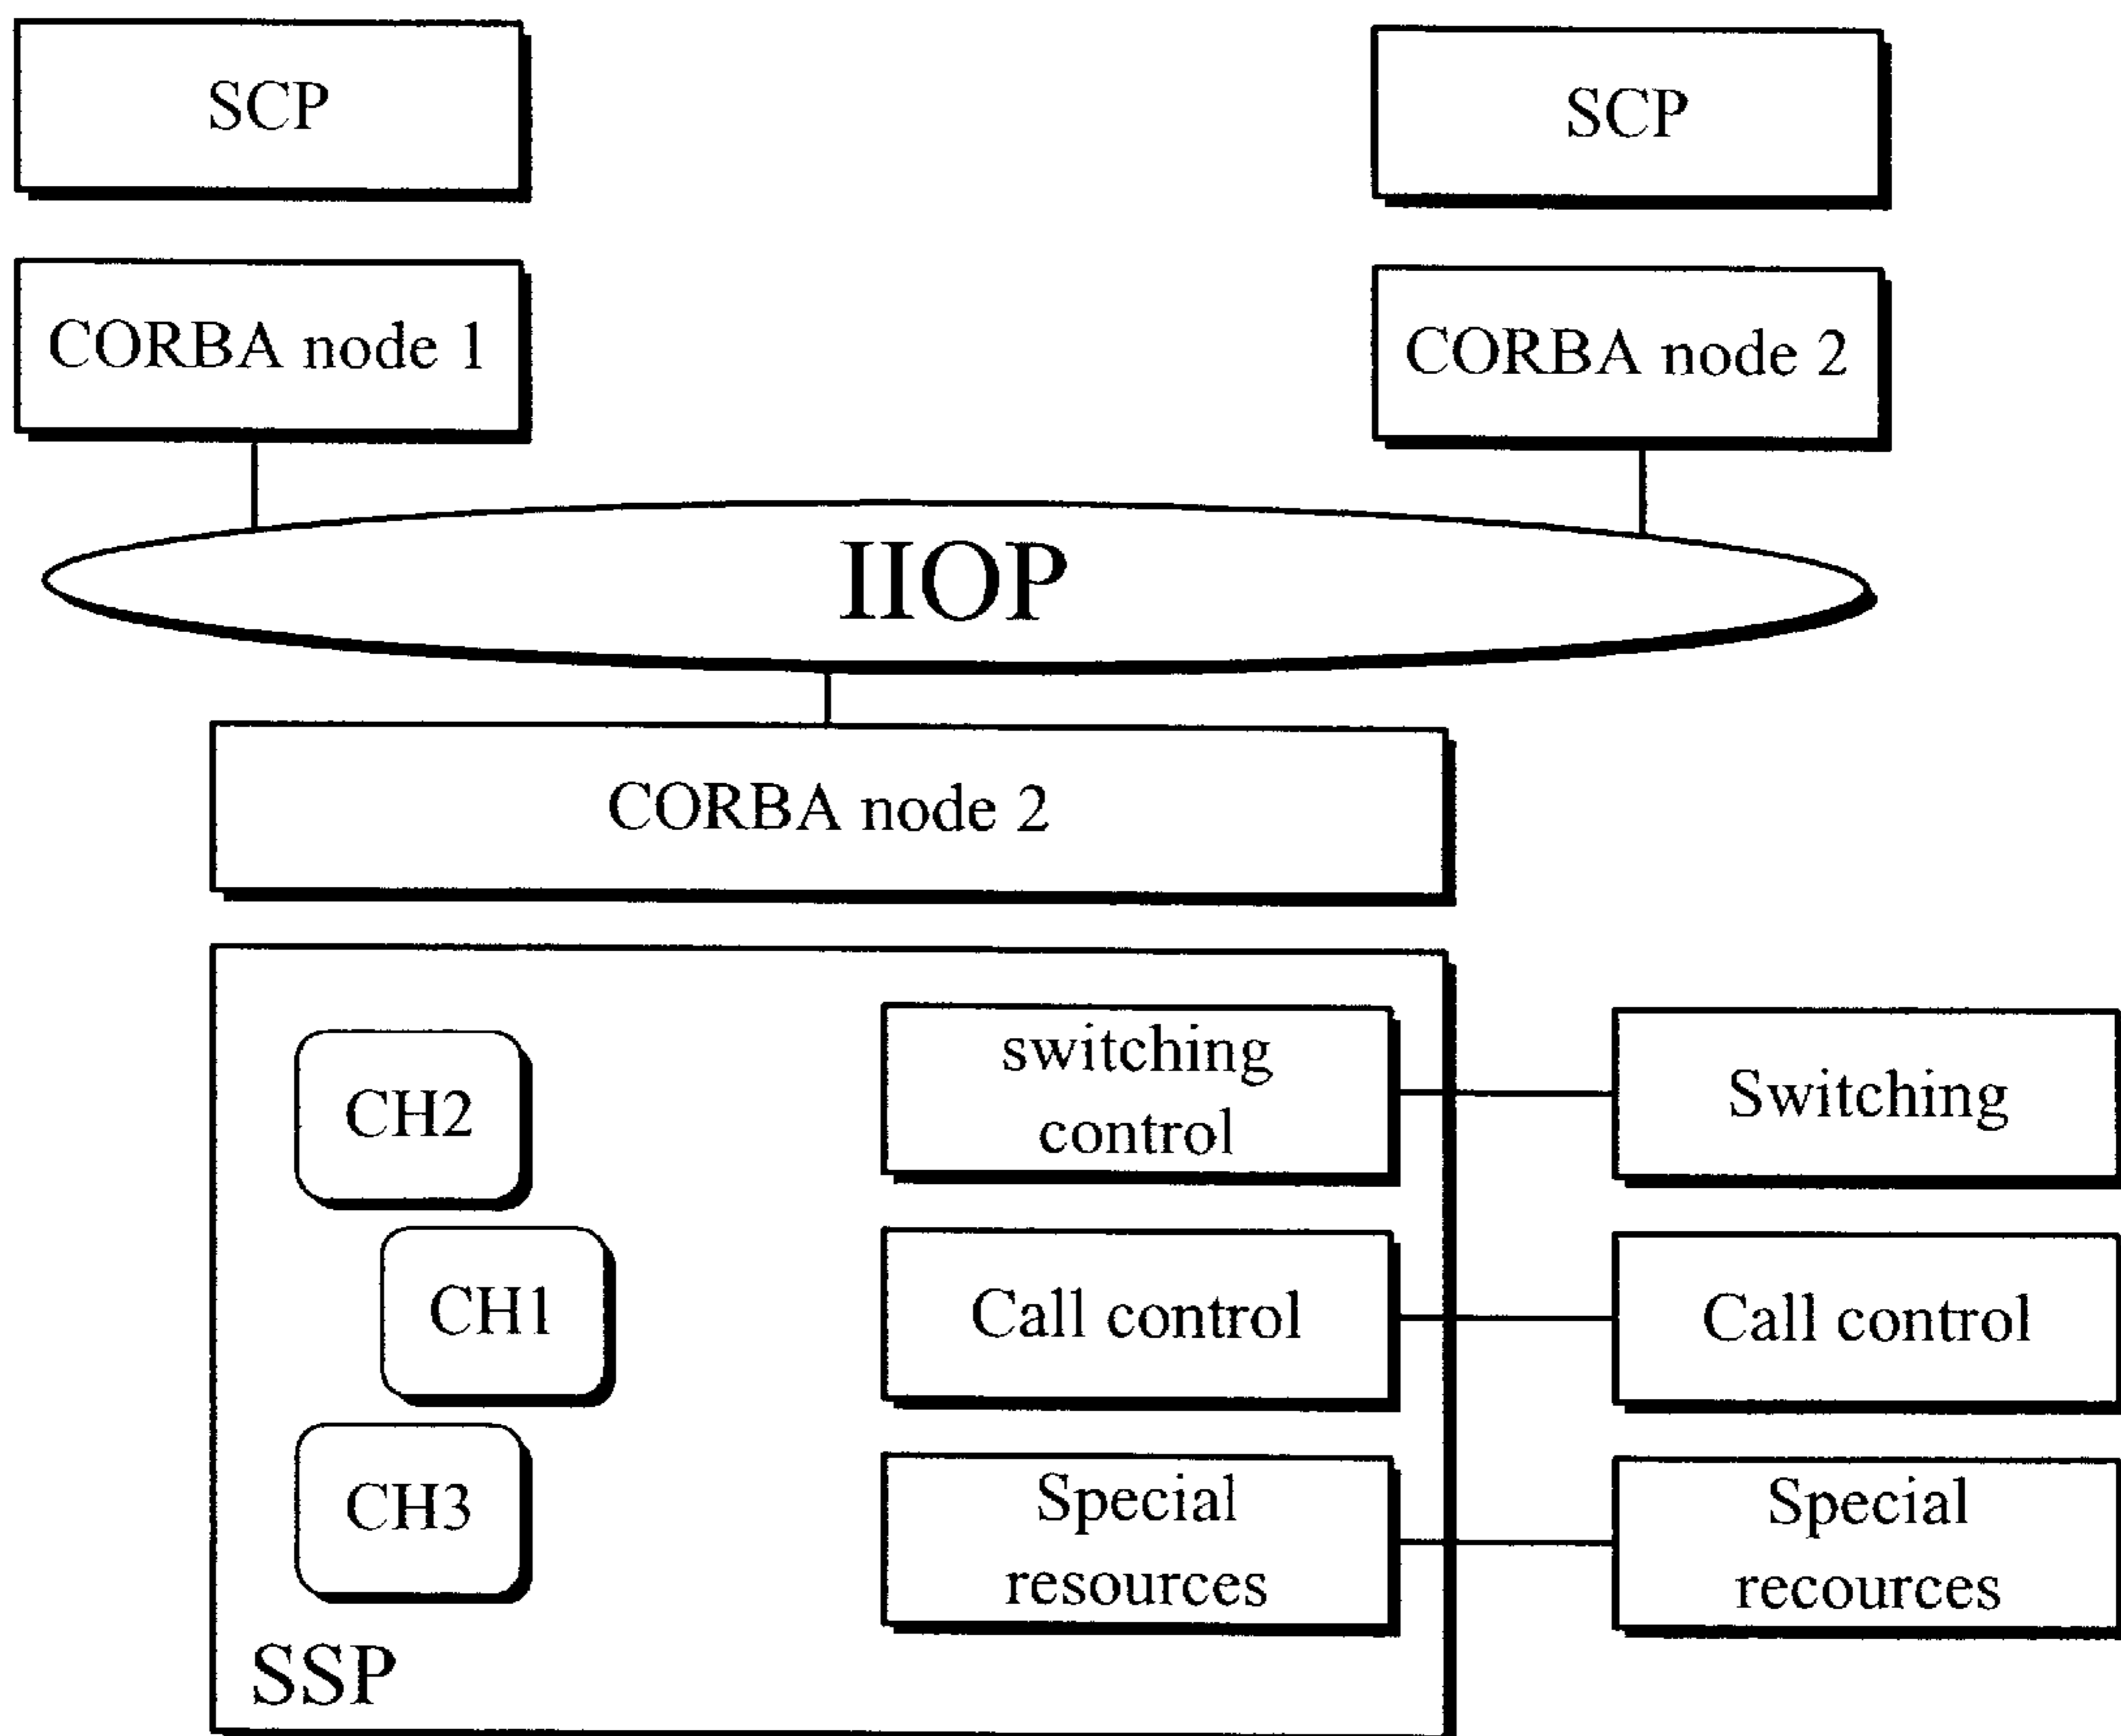 SCP
SCP
CORBA node 1
CORBA node 2
IIOP
CORBA node 2
switching
control
Switching
CH2
CH1
Call control
Call control
CH3
Special
resources
Special
recources
SSP